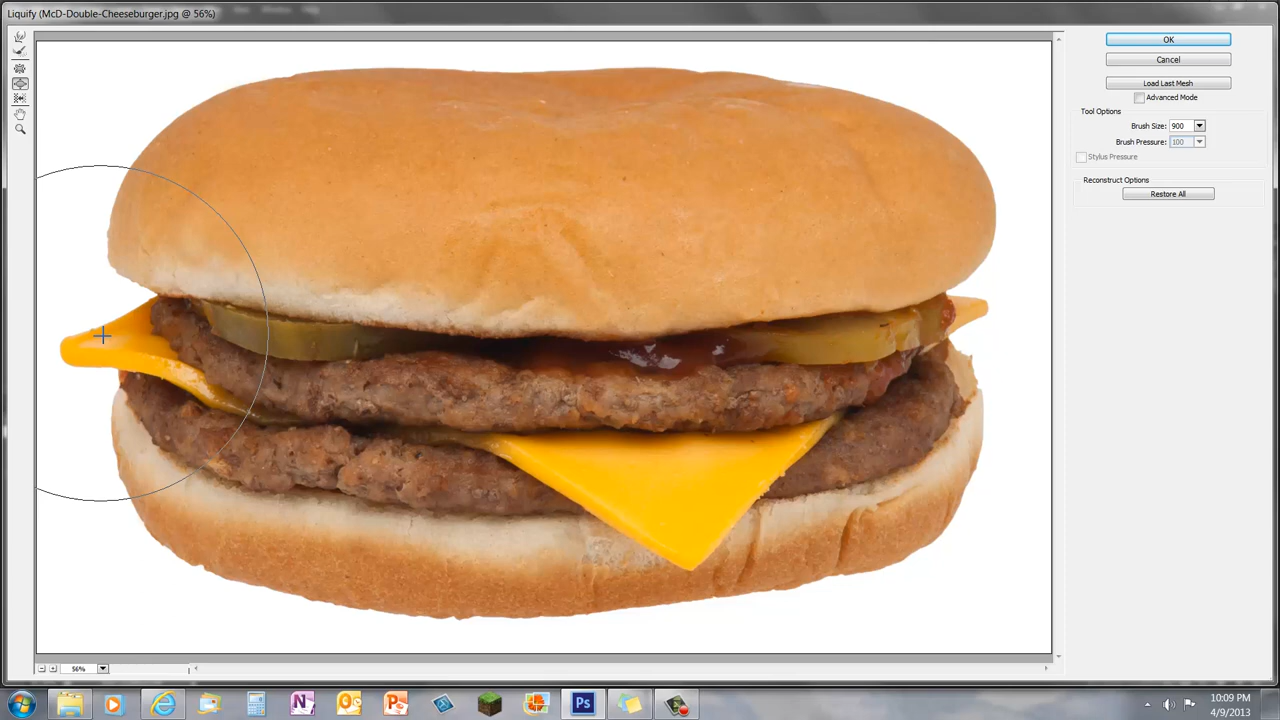 Liquify (McD-Double-Cheeseburger.jpg @ 56%)
OK
Cancel
Load Last Mesh
Advanced Mode
Tool Options
Brush Size: 900
Brush Pressure: 100
Stylus Pressure
Reconstruct Options
Restore All
56%
N
O
P
Ps
10:09 PM
4/9/2013